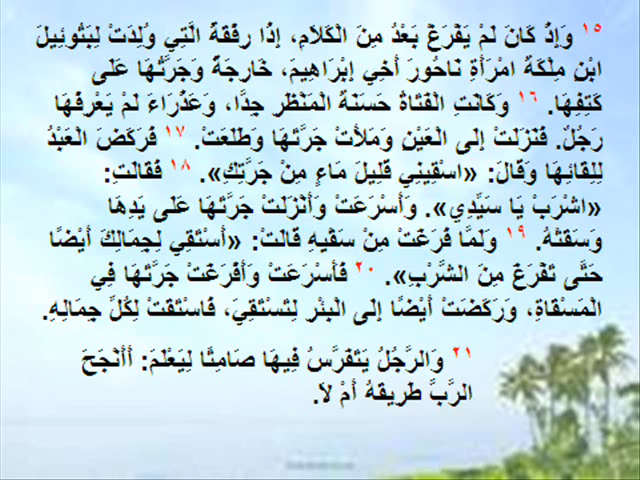 ١٥ وَإِذْ كَانَ لَمْ يَفْرَغْ بَعْدُ مِنَ الْكَلاَمِ، إِذَا رِفْقَةُ الَّتِي وُلِدَتْ لِبَتُوئِيلَ
ابْنِ مِلْكَةَ امْرَأَةِ نَاحُورَ أَخِي إِبْرَاهِيمَ، خَارِجَةٌ وَجَرَّتُهَا عَلَى
كَتِفِهَا. ١٦ وَكَانَتِ الْفَتَاةُ حَسَنَةَ الْمَنْظَرِ جِدًّا، وَعَذْرَاءَ لَمْ يَعْرِفْهَا
رَجُلٌ. فَنَزَلَتْ إِلَى الْعَيْنِ وَمَلأَتْ جَرَّتَهَا وَطَلَعَتْ. ١٧ فَرَكَضَ الْعَبْدُ
لِلِقَائِهَا وَقَالَ: «اسْقِينِي قَلِيلَ مَاءٍ مِنْ جَرَّتِكِ». ١٨ فَقَالَتِ:
«اشْرَبْ يَا سَيِّدِي». وَأَسْرَعَتْ وَأَنْزَلَتْ جَرَّتَهَا عَلَى يَدِهَا
وَسَقَتْهُ. ١٩ وَلَمَّا فَرَغَتْ مِنْ سَقْيِهِ قَالَتْ: «أَسْتَقِي لِجِمَالِكَ أَيْضًا
حَتَّى تَفْرَغَ مِنَ الشُّرْبِ». ٢٠ فَأَسْرَعَتْ وَأَفْرَغَتْ جَرَّتَهَا فِي
الْمَسْقَاةِ، وَرَكَضَتْ أَيْضًا إِلَى الْبِئْرِ لِتَسْتَقِيَ، فَاسْتَقَتْ لِكُلِّ جِمَالِهِ.
٢١ وَالرَّجُلُ يَتَفَرَّسُ فِيهَا صَامِتًا لِيَعْلَمَ: أَأَنْجَحَ
الرَّبُّ طَرِيقَهُ أَمْ لاَ.